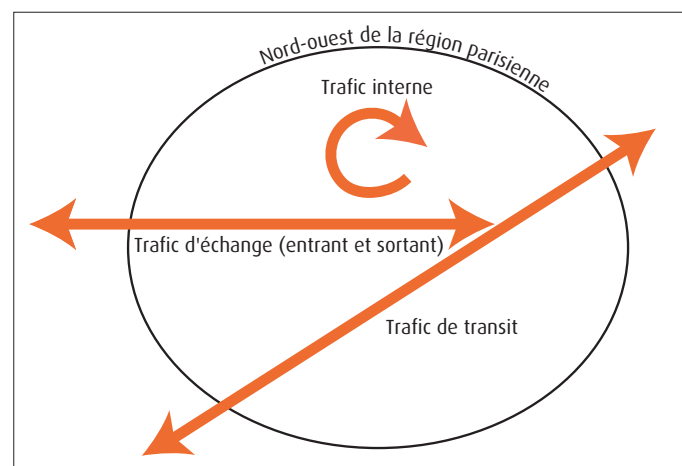 Nord-ouest de la région parisienne
Trafic interne
Trafic d'échange (entrant et sortant)
Trafic de transit